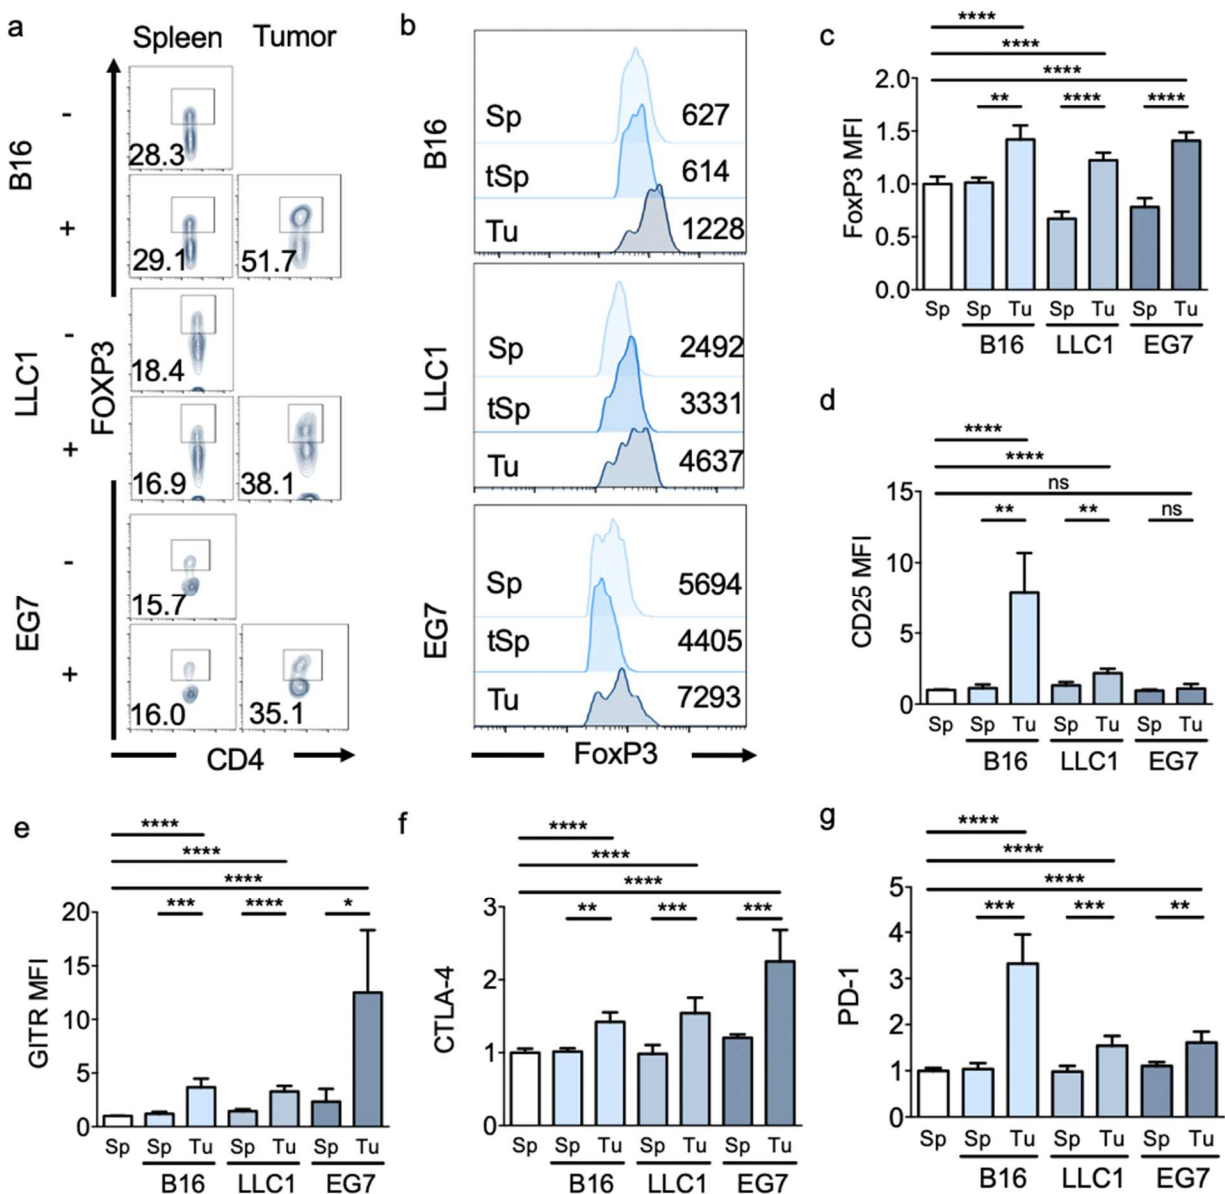 a
Spleen Tumor
FOXP3
B16
-
28.3
+
29.1 51.7
LLC1
-
18.4
+
16.9 38.1
EG7
-
15.7
+
16.0 35.1
CD4
b
B16
Sp 627
tSp 614
Tu 1228
LLC1
Sp 2492
tSp 3331
Tu 4637
EG7
Sp 5694
tSp 4405
Tu 7293
FoxP3
c
****
****
****
** **** ****
FoxP3 MFI
2.0
1.5
1.0
0.5
0.0
Sp Sp Tu Sp Tu Sp Tu
B16 LLC1 EG7
d
****
****
ns
** ** ns
CD25 MFI
15
10
5
0
Sp Sp Tu Sp Tu Sp Tu
B16 LLC1 EG7
e
****
****
****
*** **** *
GITR MFI
20
15
10
5
0
Sp Sp Tu Sp Tu Sp Tu
B16 LLC1 EG7
f
****
****
****
** *** ***
CTLA-4
3
2
1
0
Sp Sp Tu Sp Tu Sp Tu
B16 LLC1 EG7
g
****
****
****
*** *** **
PD-1
5
4
3
2
1
0
Sp Sp Tu Sp Tu Sp Tu
B16 LLC1 EG7